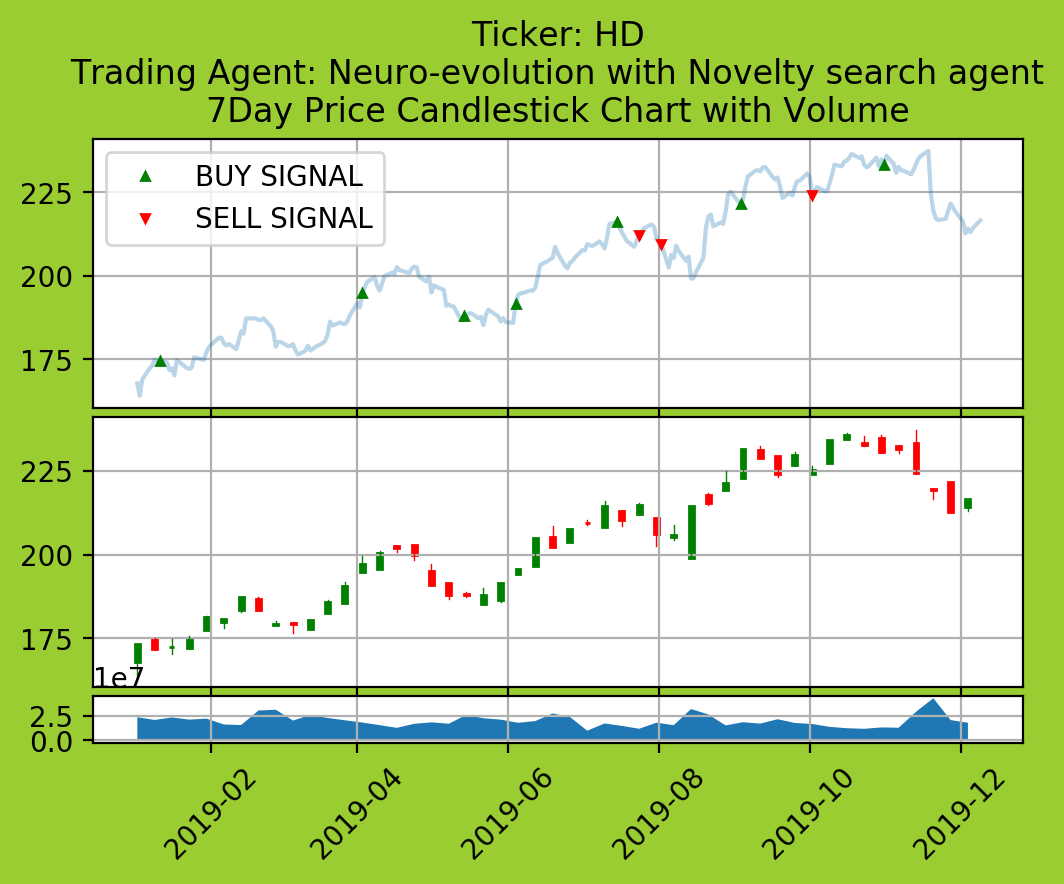 Ticker: HD
Trading Agent: Neuro-evolution with Novelty search agent
7Day Price Candlestick Chart with Volume
BUY SIGNAL
SELL SIGNAL
225
200
175
225
200
175
1e7
2.5
0.0
2019-02
2019-04
2019-06
2019-08
2019-10
2019-12